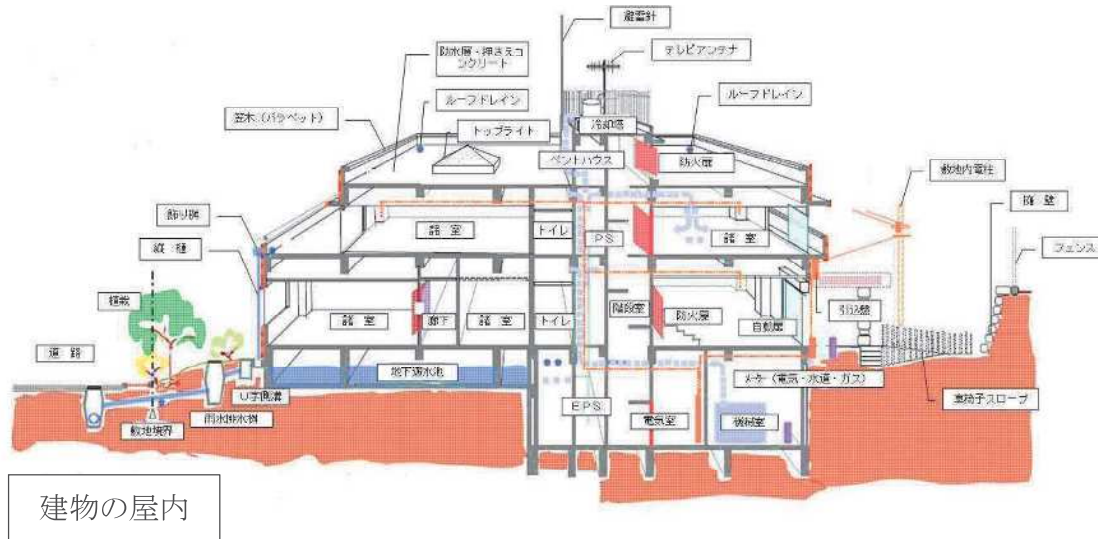 避雷針
テレビアンテナ
防水層・押さえコ
ンクリート
ルーフドレイン
ルーフドレイン
笠木（パラペット）
トップライト
冷却塔
ペントハウス
防火扉
敷地内電柱
擁 壁
飾り桝
諸 室
トイレ
PS
諸 室
フェンス
縦 樋
植栽
諸 室
廊下
諸 室
トイレ
階段室
防火扉
自動扉
引込盤
道 路
地下遊水池
メーター（電気・水道・ガス）
U字側溝
車椅子スロープ
雨水排水桝
EPS
敷地境界
電気室
機械室
建物の屋内